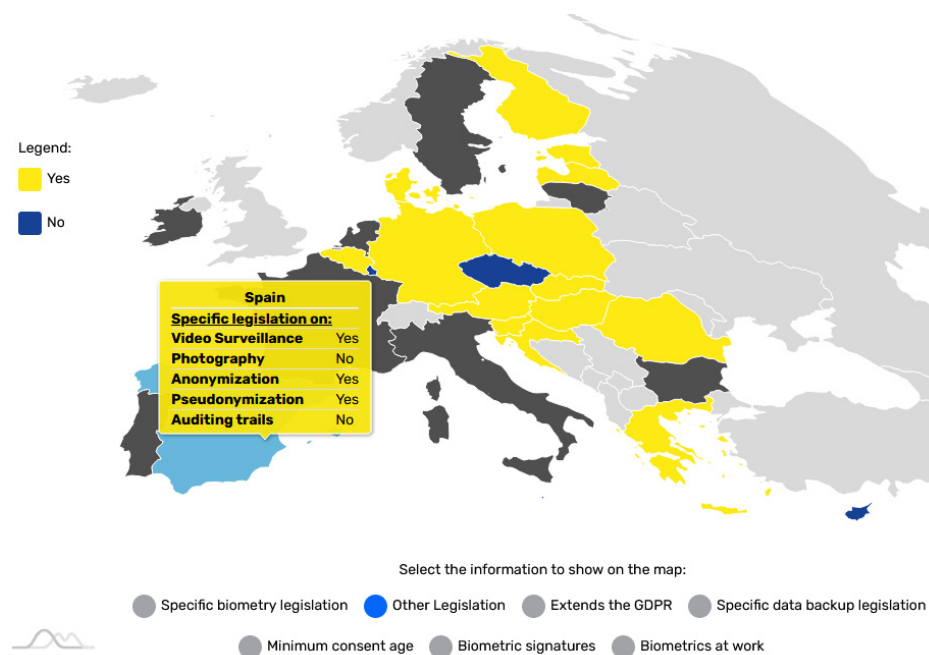 Legend:
Yes
No
Spain
Specific legislation on:
Video Surveillance Yes
Photography No
Anonymization Yes
Pseudonymization Yes
Auditing trails No
Select the information to show on the map:
Specific biometry legislation Other Legislation Extends the GDPR Specific data backup legislation
Minimum consent age Biometric signatures Biometrics at work